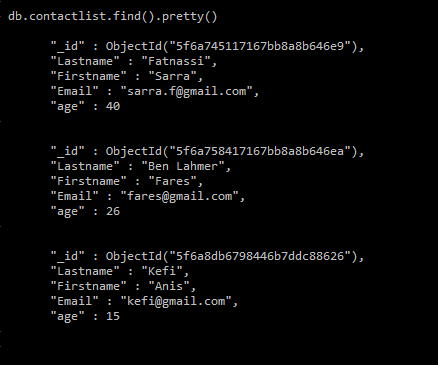 db.contactlist.find().pretty()
"_id" : ObjectId("5f6a745117167bb8a8b646e9"),
"Lastname" : "Fatnassi",
"Firstname" : "Sarra",
"Email" : "sarra.f@gmail.com",
"age" : 40
"_id" : ObjectId("5f6a758417167bb8a8b646ea"),
"Lastname" : "Ben Lahmer",
"Firstname" : "Fares",
"Email" : "fares@gmail.com",
"age" : 26
"_id" : ObjectId("5f6a8db6798446b7ddc88626"),
"Lastname" : "Kefi",
"Firstname" : "Anis",
"Email" : "kefi@gmail.com",
"age" : 15